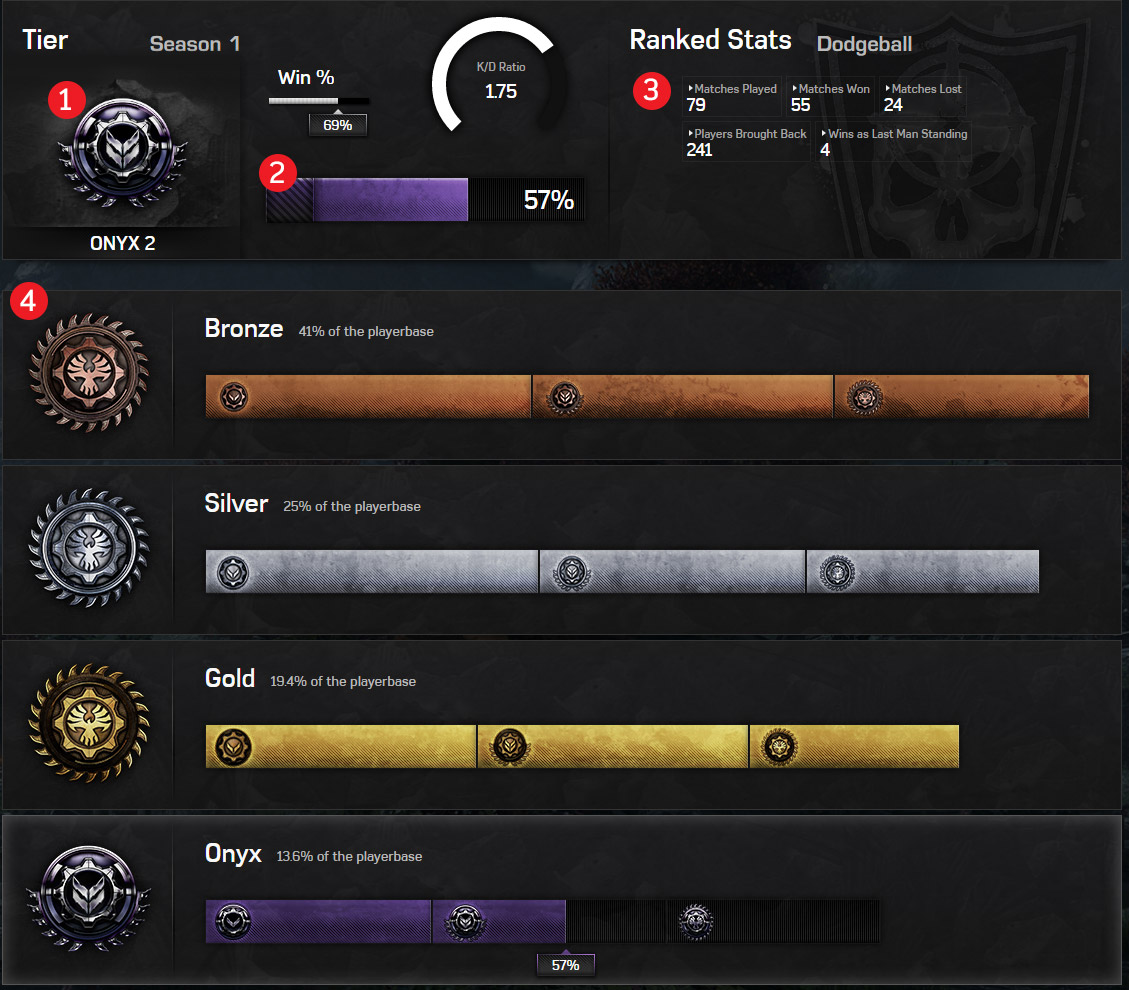 Tier
Season 1
1
ONYX 2
Win %
69%
K/D Ratio
1.75
2
57%
Ranked Stats
Dodgeball
3
Matches Played
79
Matches Won
55
Matches Lost
24
Players Brought Back
241
Wins as Last Man Standing
4
4
Bronze
41% of the playerbase
Silver
25% of the playerbase
Gold
19.4% of the playerbase
Onyx
13.6% of the playerbase
57%